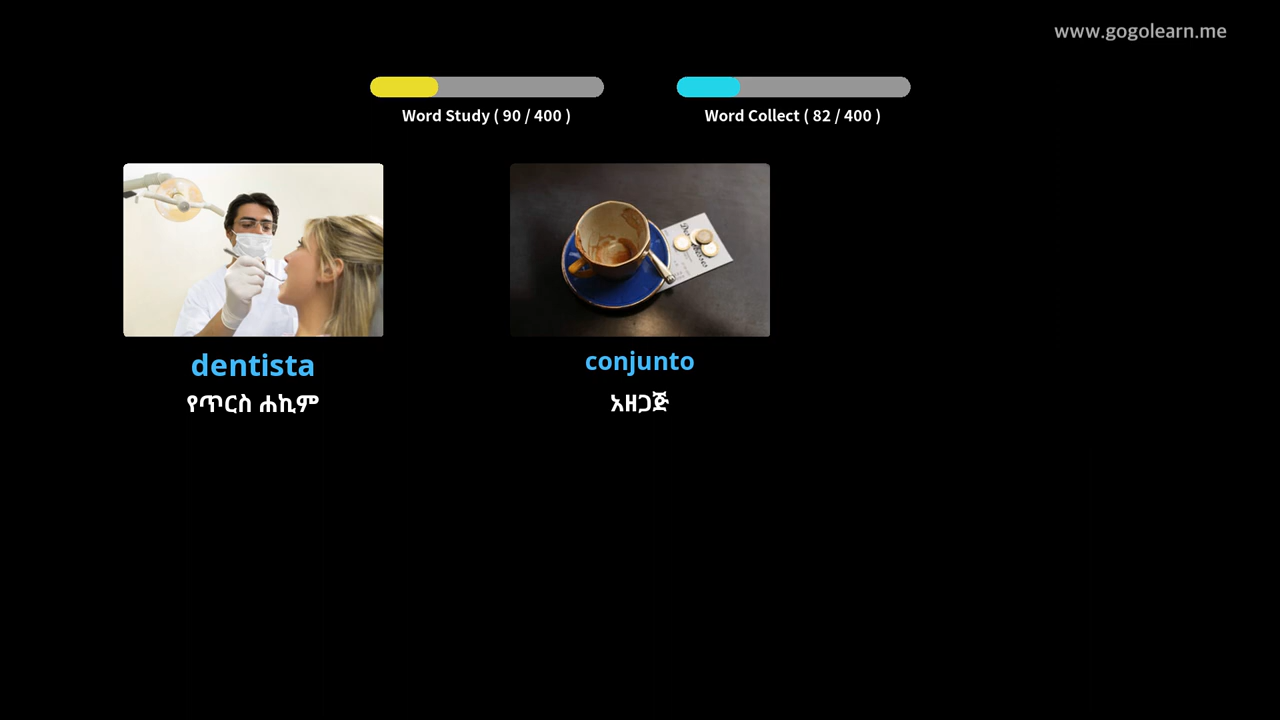 www.gogolearn.me
Word Study ( 90 / 400 )
Word Collect ( 82 / 400 )
dentista
የጥርስ ሐኪም
conjunto
አዘጋጅ